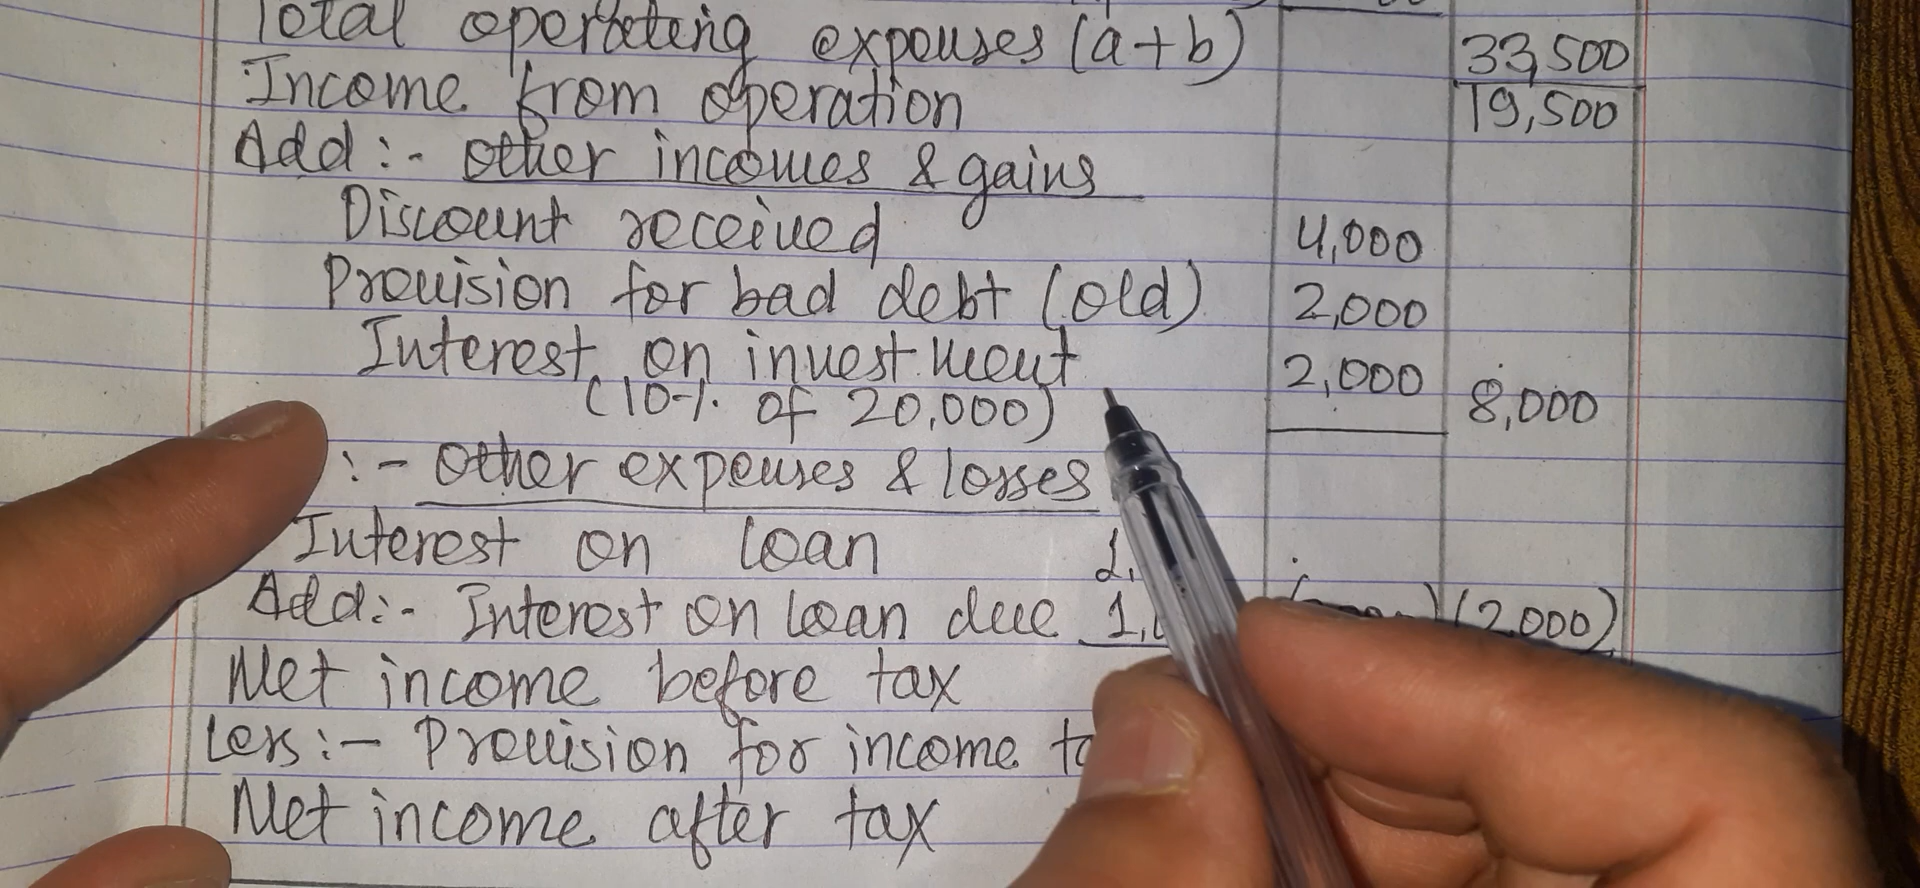 Total operating expenses (a+b) 33,500
Income from operation 19,500
Add :- other incomes & gains
Discount received 4,000
Provision for bad debt (old) 2,000
Interest on investment 2,000
(10% of 20,000) 8,000
:- other expenses & losses
Interest on loan
Add:- Interest on loan due (2,000)
Net income before tax
Less:- Provision for income
Net income after tax